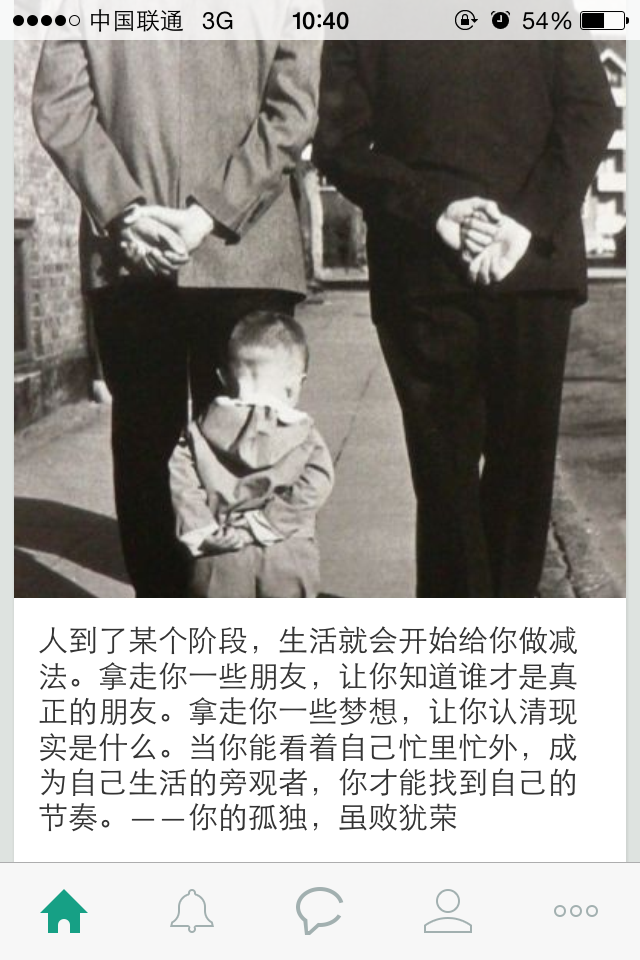 中国联通 3G 10:40 54%
人到了某个阶段，生活就会开始给你做减
法。拿走你一些朋友，让你知道谁才是真
正的朋友。拿走你一些梦想，让你认清现
实是什么。当你能看着自己忙里忙外，成
为自己生活的旁观者，你才能找到自己的
节奏。——你的孤独，虽败犹荣